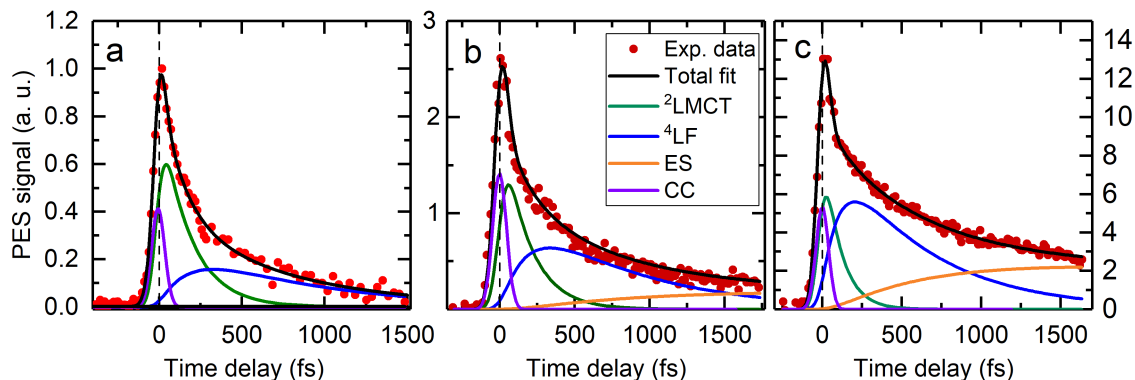 PES signal (a. u.)
a
1.2
1.0
0.8
0.6
0.4
0.2
0.0
0
500
1000
1500
Time delay (fs)
b
3
2
1
Exp. data
Total fit
²LMCT
⁴LF
ES
CC
0
500
1000
1500
Time delay (fs)
c
14
12
10
8
6
4
2
0
0
500
1000
1500
Time delay (fs)